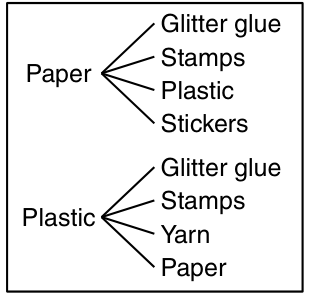 Glitter glue
Stamps
Paper
Plastic
Stickers
Glitter glue
Stamps
Plastic
Yarn
Paper